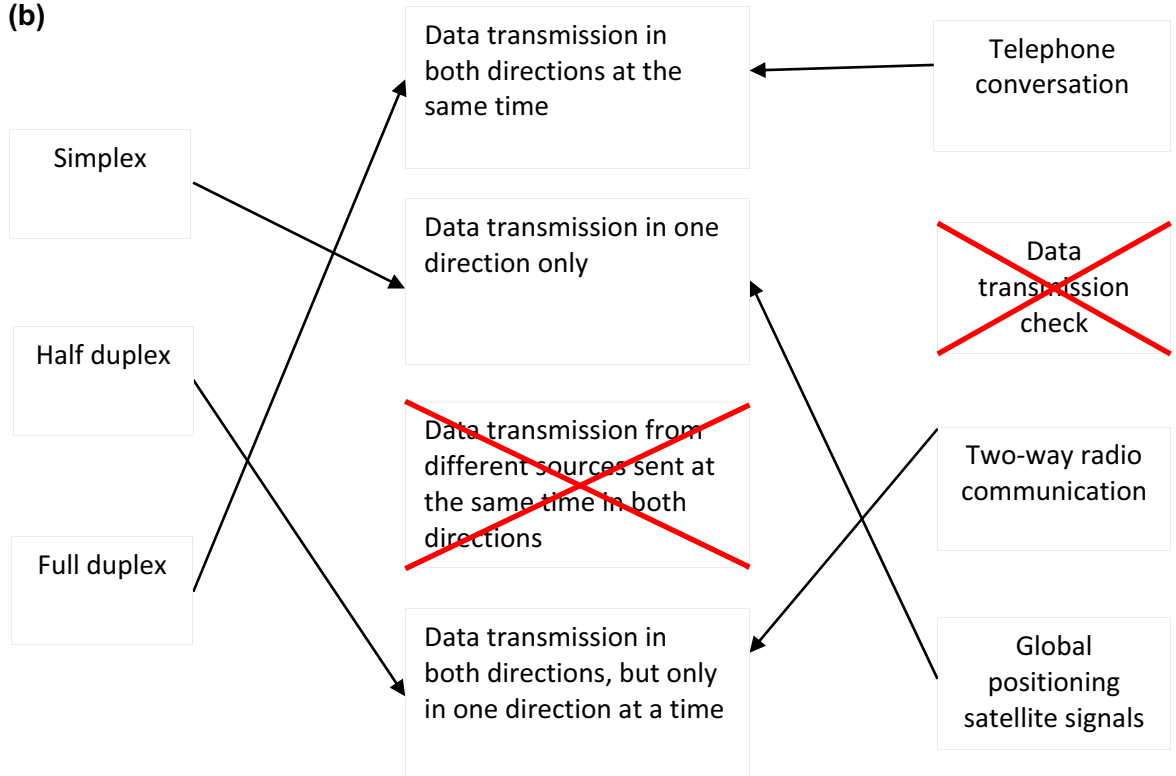 (b)
Simplex
Half duplex
Full duplex
Data transmission in
both directions at the
same time
Data transmission in one
direction only
Data transmission from
different sources sent at
the same time in both
directions
Data transmission in
both directions, but only
in one direction at a time
Telephone
conversation
Data
transmission
check
Two-way radio
communication
Global
positioning
satellite signals